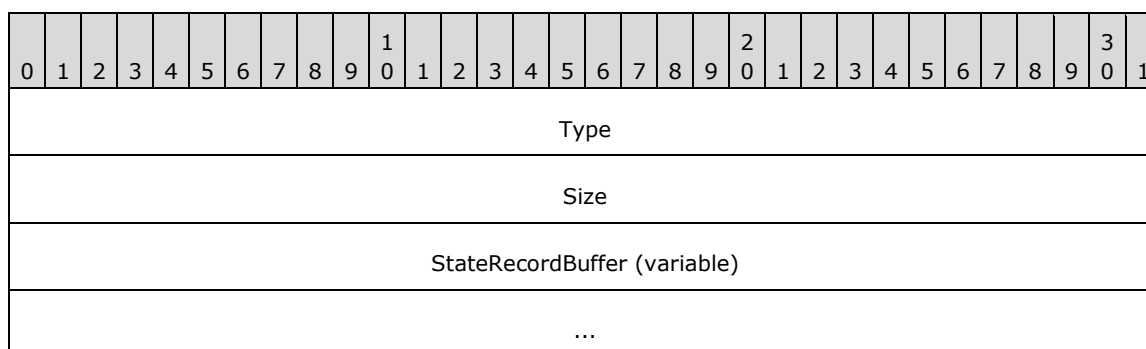 1 2 3
0 1 2 3 4 5 6 7 8 9 0 1 2 3 4 5 6 7 8 9 0 1 2 3 4 5 6 7 8 9 0 1
Type
Size
StateRecordBuffer (variable)
...